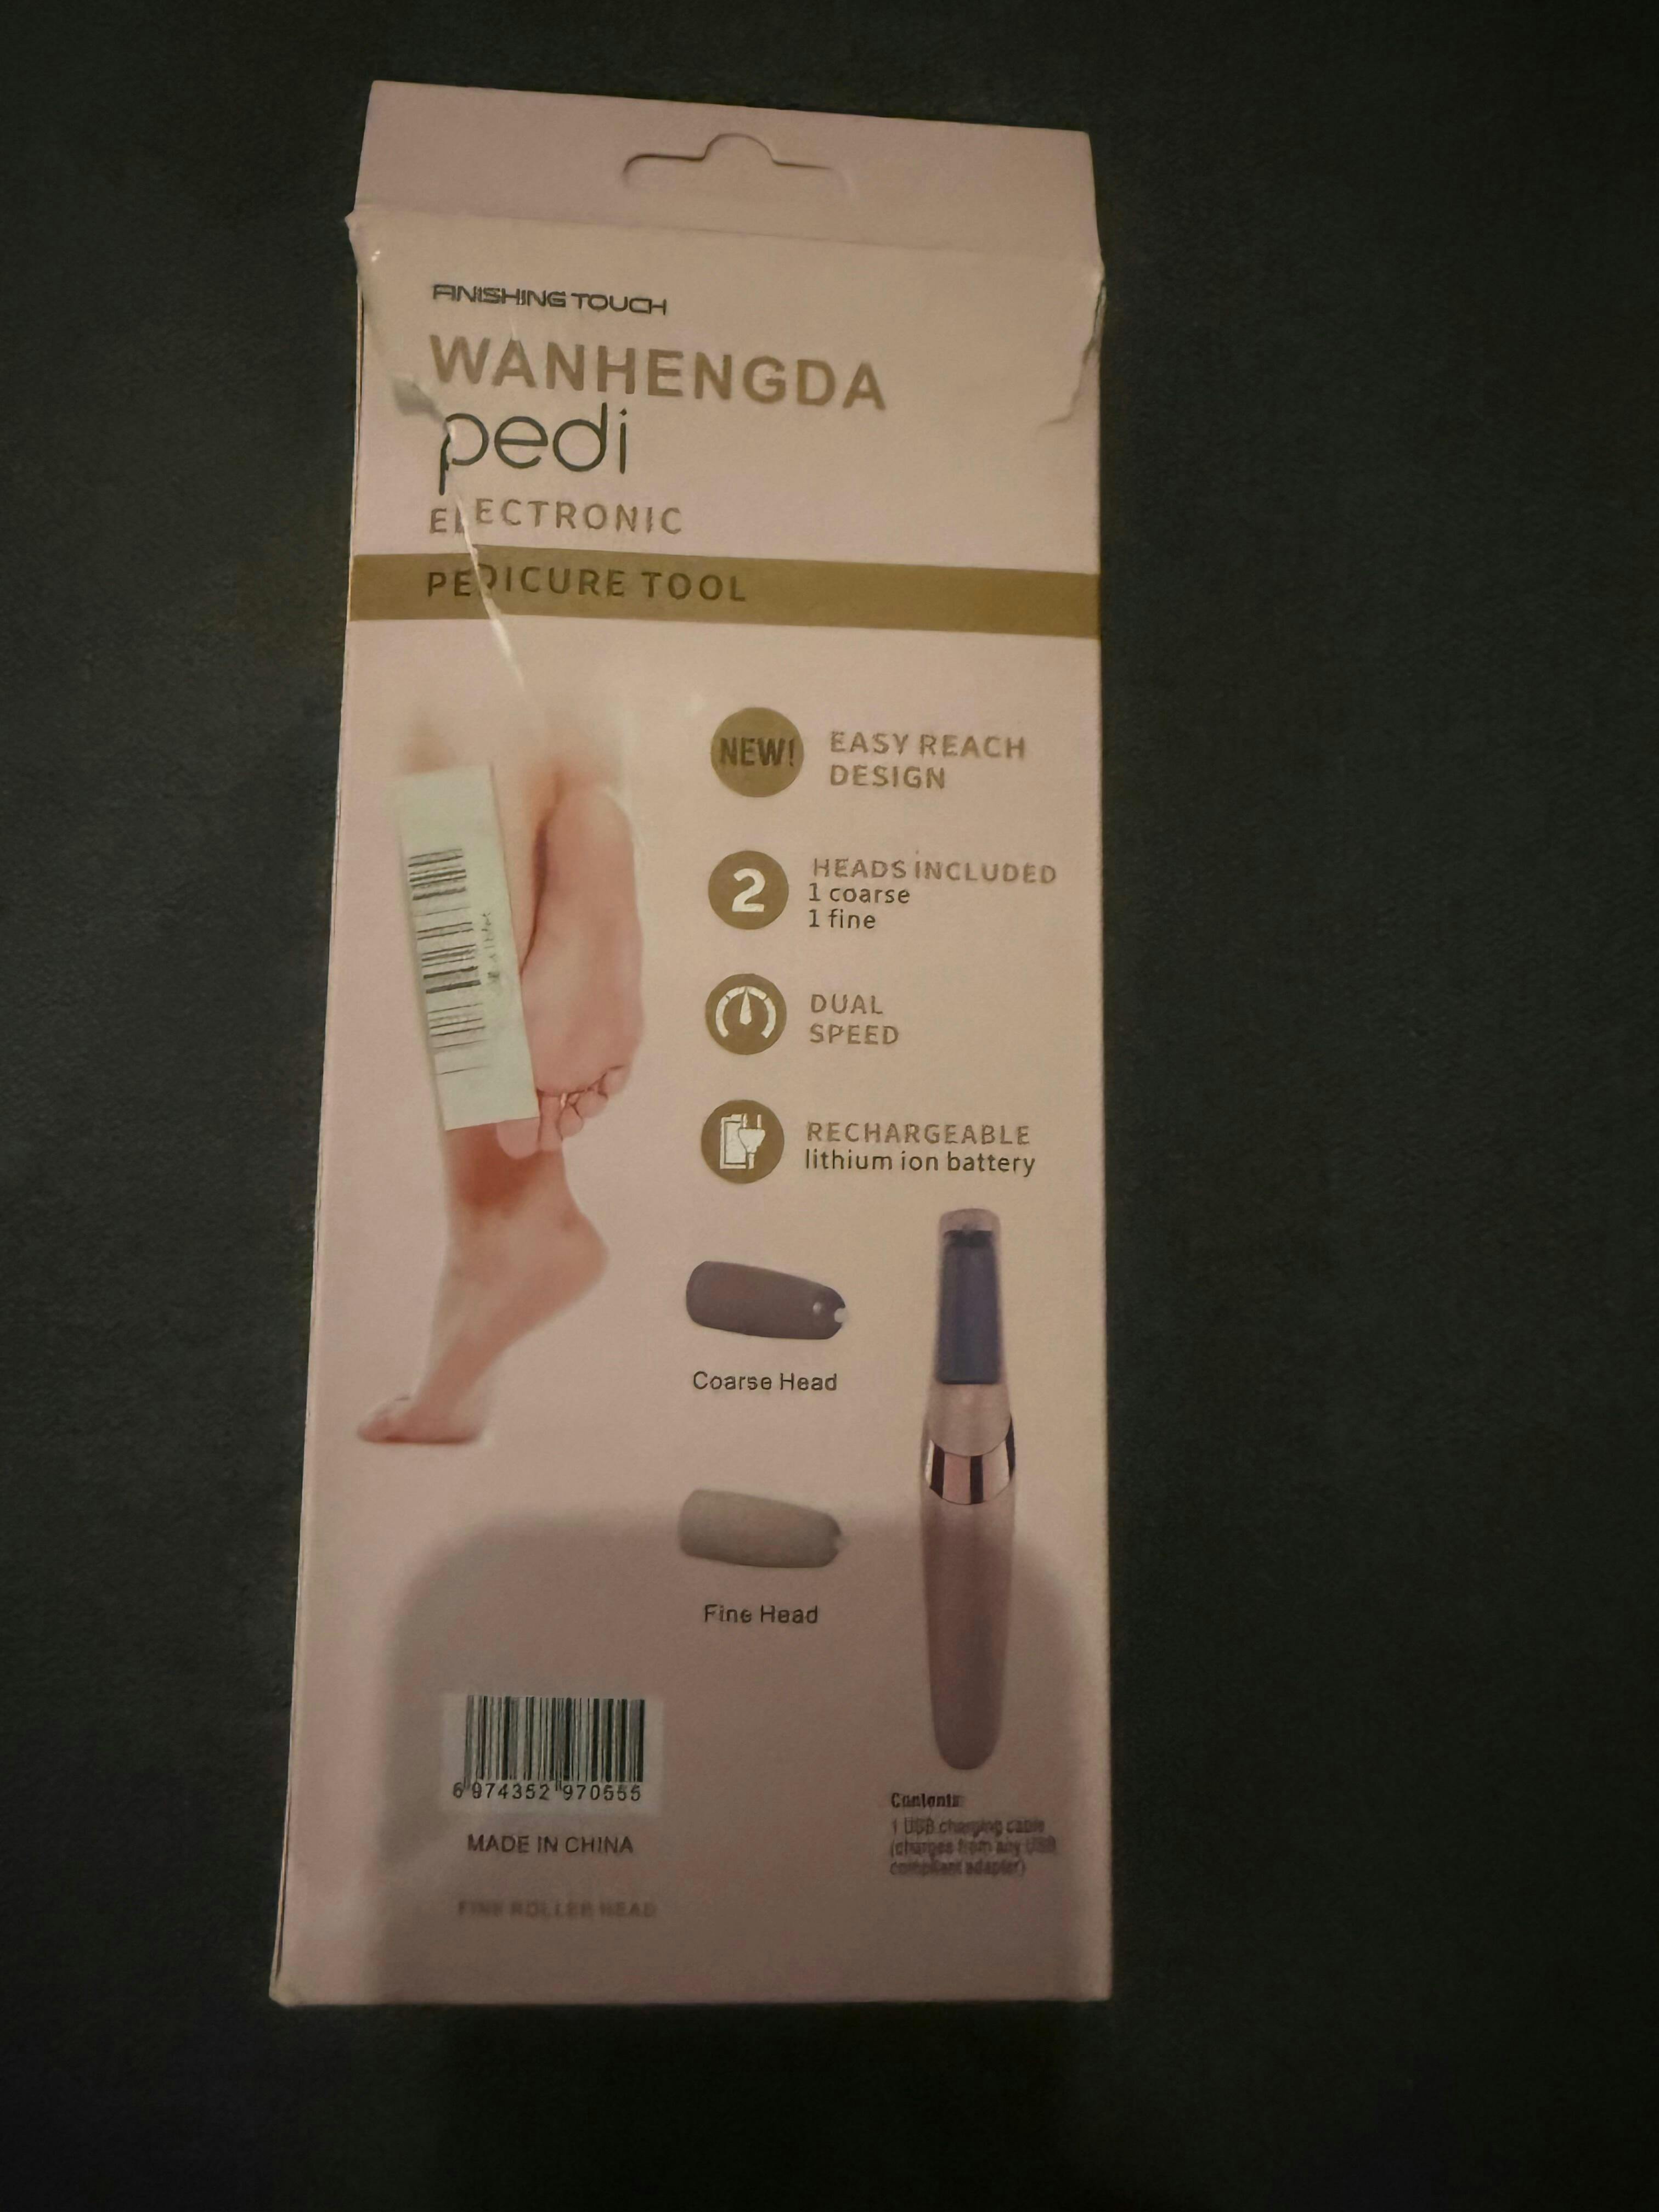 FINISHING TOUCH
WANHENGDA
pedi
ELECTRONIC
PEDICURE TOOL
NEW!
EASY REACH
DESIGN
2
HEADS INCLUDED
1 coarse
1 fine
DUAL
SPEED
RECHARGEABLE
lithium ion battery
Coarse Head
Fine Head
6 974352 970555
MADE IN CHINA
FINE ROLLER HEAD
Contents:
1 USB charging cable
(charges from any USB
compliant adapter)